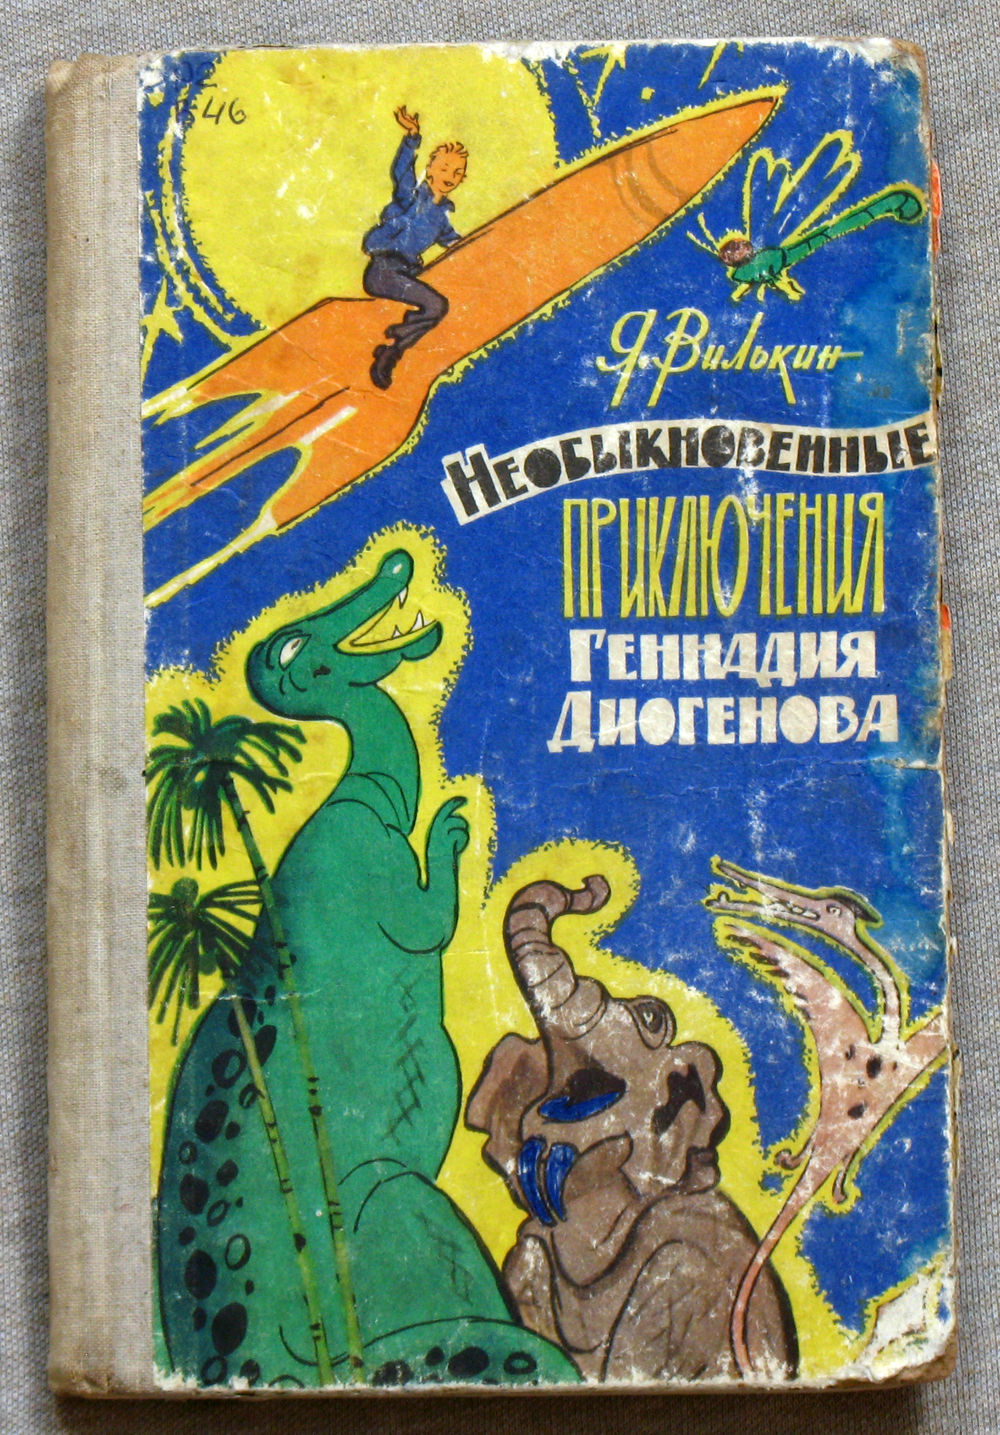 546
Я. Вилькин
Необыкновенные
приключения
Геннадия
Диогенова